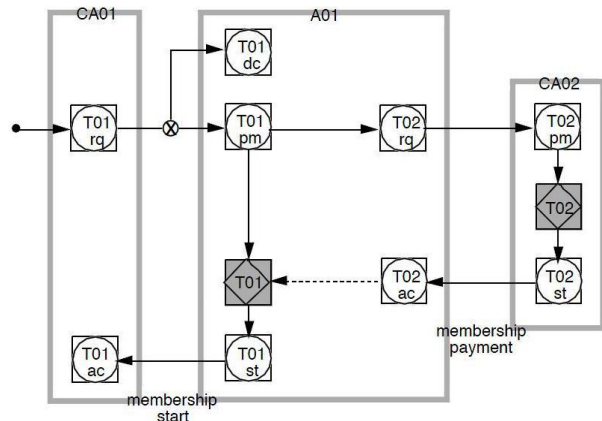 CA01
A01
T01
dc
CA02
T01
rq
X
T01
pm
T02
rq
T02
pm
T02
T01
T02
ac
T02
st
membership
payment
T01
ac
T01
st
membership
start